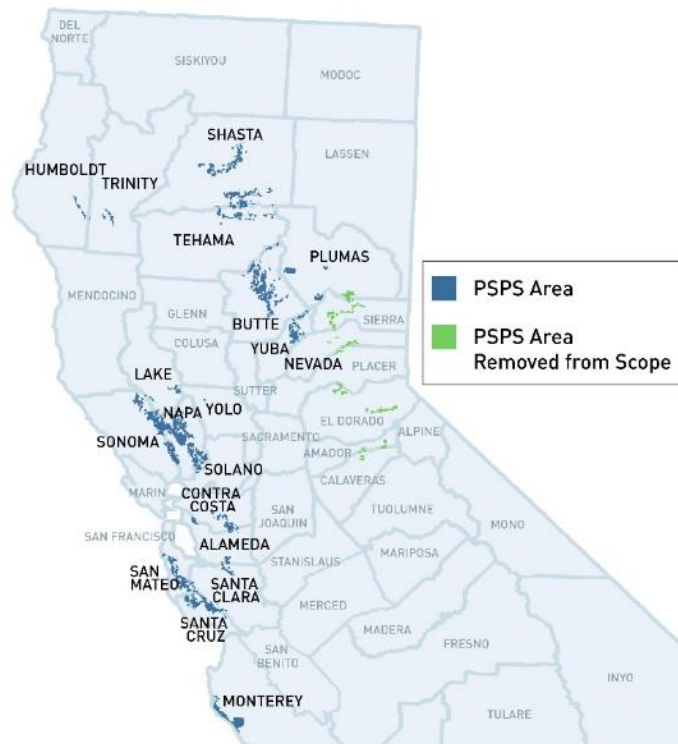 DEL
NORTE
SISKIYOU
MODOC
SHASTA
LASSEN
HUMBOLDT
TRINITY
TEHAMA
PLUMAS
MENDOCINO
GLENN
BUTTE
SIERRA
COLUSA
YUBA
NEVADA
PLACER
LAKE
SUTTER
NAPA
YOLO
EL DORADO
SONOMA
SACRAMENTO
ALPINE
AMADOR
SOLANO
CALAVERAS
MARIN
CONTRA
COSTA
SAN
JOAQUIN
TUOLUMNE
SAN FRANCISCO
MONO
ALAMEDA
STANISLAUS
MARIPOSA
SAN
MATEO
SANTA
CLARA
MERCED
SANTA
CRUZ
MADERA
FRESNO
SAN
BENITO
INYO
MONTEREY
TULARE
PSPS Area
PSPS Area
Removed from Scope